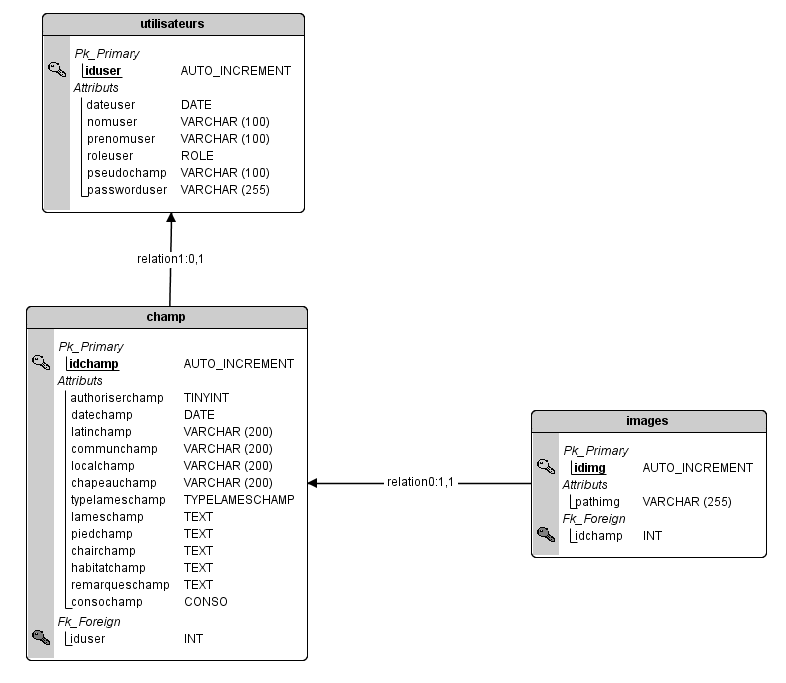 utilisateurs
Pk_Primary
iduser AUTO_INCREMENT
Attributs
dateuser DATE
nomuser VARCHAR (100)
prenomuser VARCHAR (100)
roleuser ROLE
pseudochamp VARCHAR (100)
passworduser VARCHAR (255)
relation1:0,1
champ
Pk_Primary
idchamp AUTO_INCREMENT
Attributs
authoriserchamp TINYINT
datechamp DATE
latinchamp VARCHAR (200)
communchamp VARCHAR (200)
localchamp VARCHAR (200)
chapeauchamp VARCHAR (200)
typelameschamp TYPELAMESCHAMP
lameschamp TEXT
piedchamp TEXT
chairchamp TEXT
habitatchamp TEXT
remarqueschamp TEXT
consochamp CONSO
Fk_Foreign
iduser INT
relation0:1,1
images
Pk_Primary
idimg AUTO_INCREMENT
Attributs
pathimg VARCHAR (255)
Fk_Foreign
idchamp INT